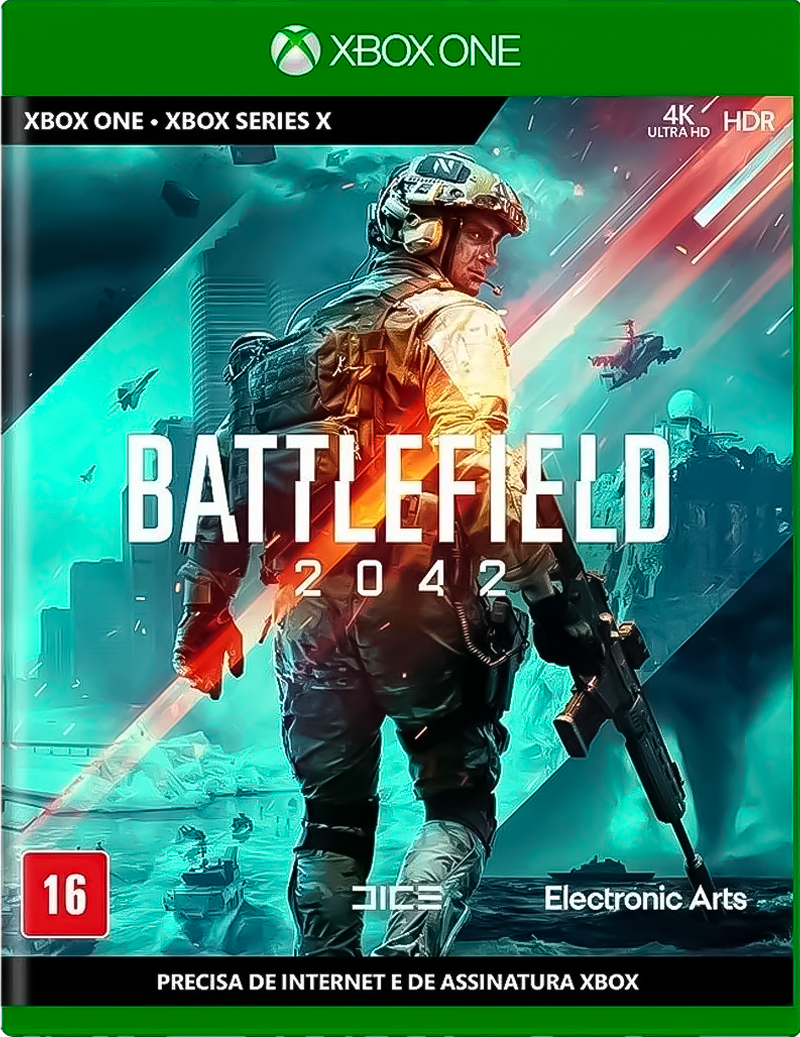 XBOX ONE
XBOX ONE • XBOX SERIES X
4K
ULTRA HD
HDR
BATTLEFIELD
2042
16
DICE
Electronic Arts
PRECISA DE INTERNET E DE ASSINATURA XBOX